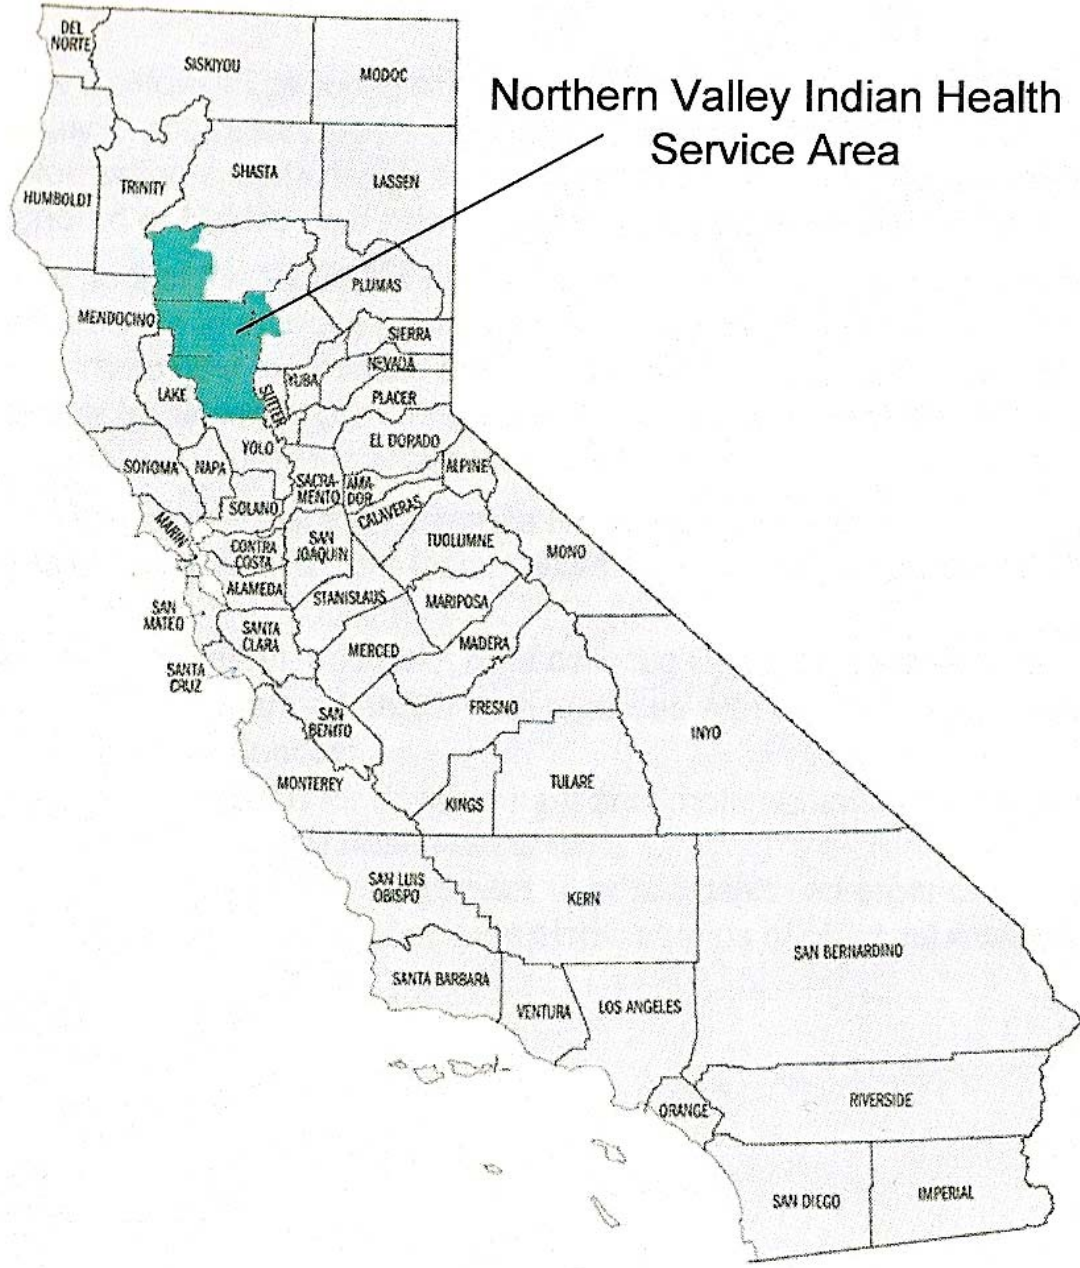 DEL
NORTE
SISKIYOU
MODOC
Northern Valley Indian Health
Service Area
HUMBOLDT
TRINITY
SHASTA
LASSEN
PLUMAS
MENDOCINO
SIERRA
NEVADA
YUBA
SUTTER
LAKE
PLACER
YOLO
EL DORADO
SONOMA
NAPA
ALPINE
SACRA-
MENTO
AMA-
DOR
SOLANO
CALAVERAS
MARIN
CONTRA
COSTA
SAN
JOAQUIN
TUOLUMNE
MONO
ALAMEDA
STANISLAUS
MARIPOSA
SAN
MATEO
SANTA
CLARA
MERCED
MADERA
SANTA
CRUZ
SAN
BENITO
FRESNO
INYO
MONTEREY
KINGS
TULARE
SAN LUIS
OBISPO
KERN
SAN BERNARDINO
SANTA BARBARA
VENTURA
LOS ANGELES
ORANGE
RIVERSIDE
SAN DIEGO
IMPERIAL